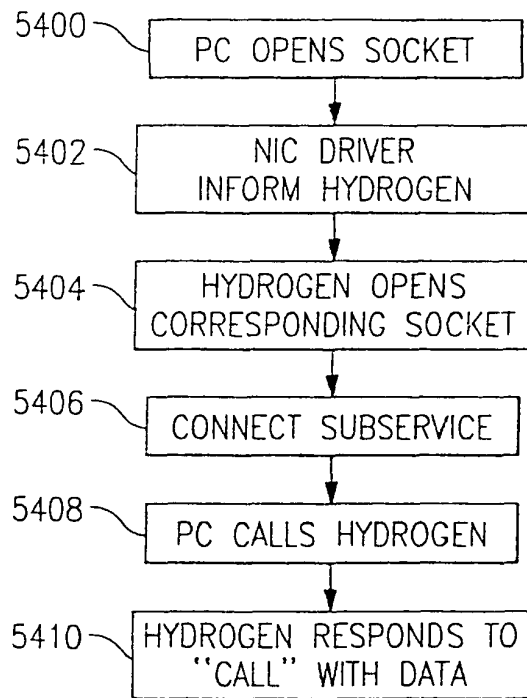 5400
PC OPENS SOCKET
5402
NIC DRIVER
INFORM HYDROGEN
5404
HYDROGEN OPENS
CORRESPONDING SOCKET
5406
CONNECT SUBSERVICE
5408
PC CALLS HYDROGEN
5410
HYDROGEN RESPONDS TO
"CALL" WITH DATA